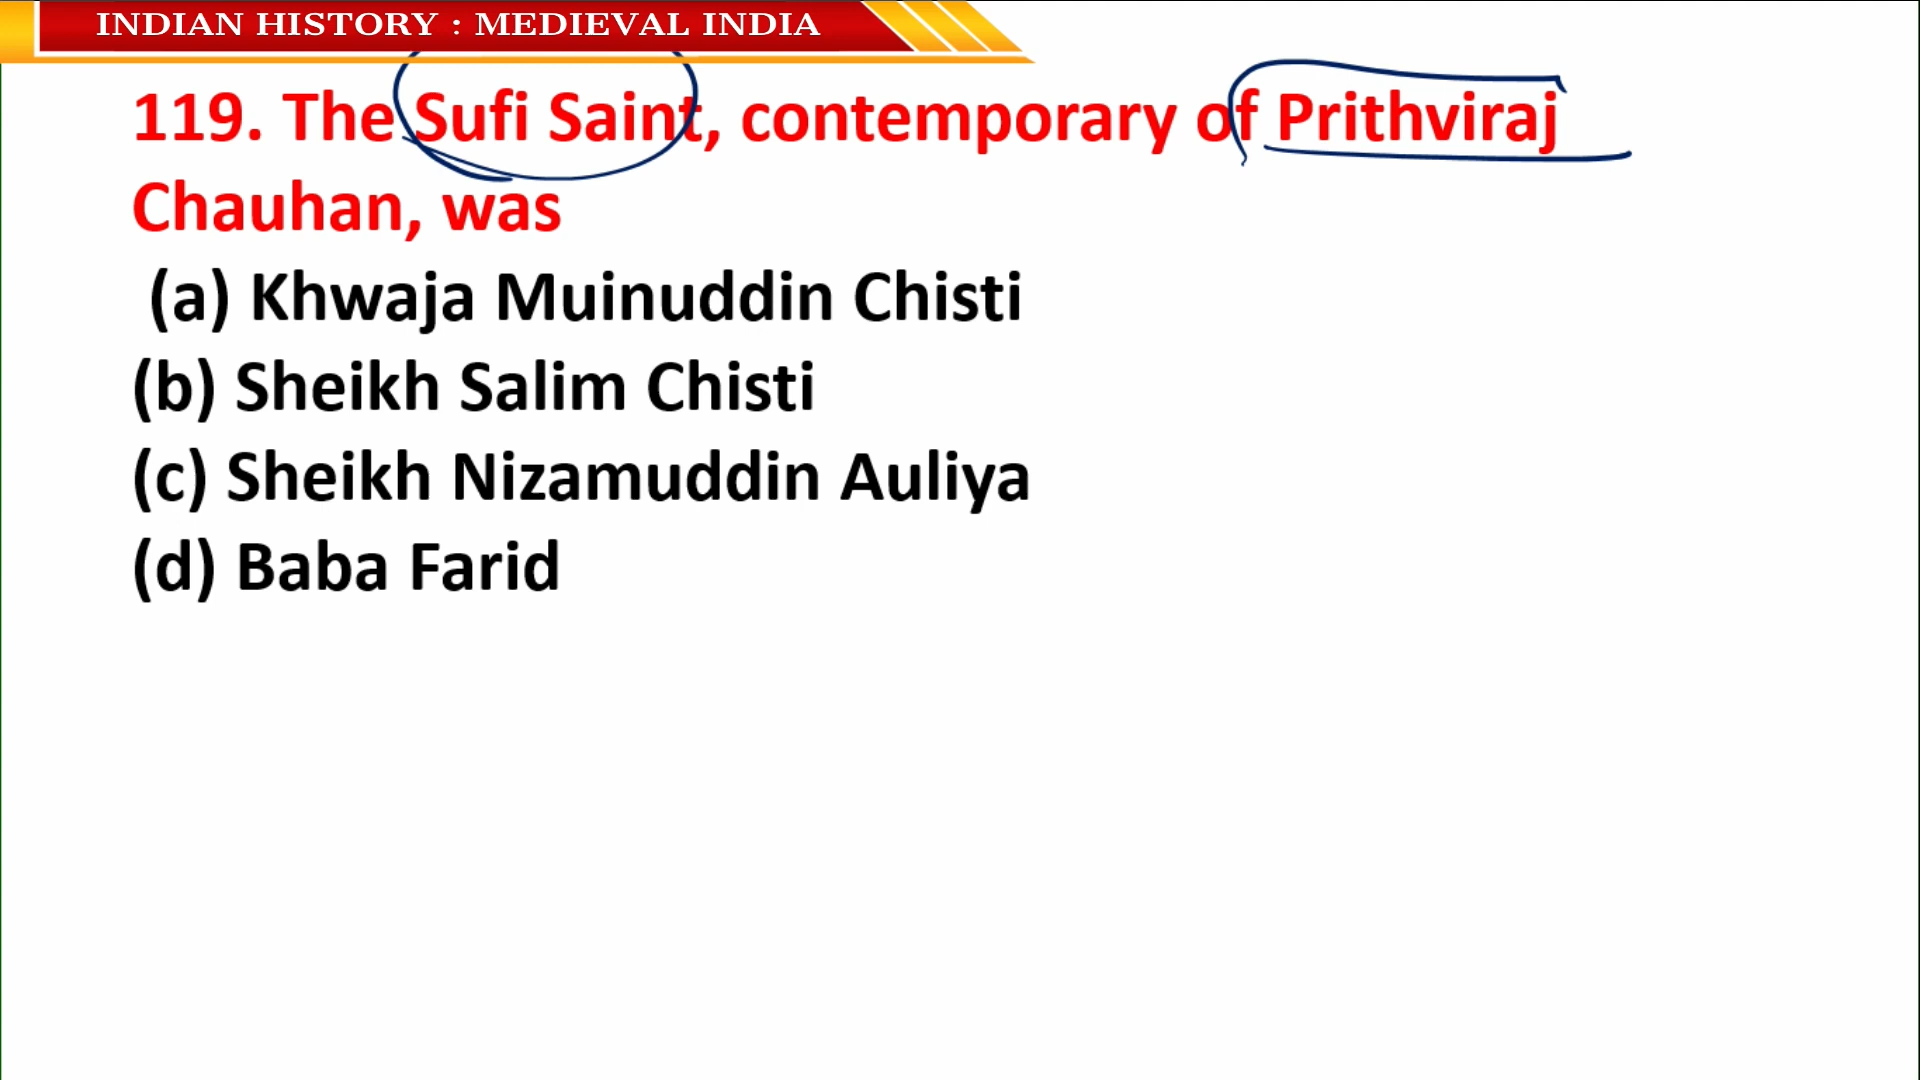 INDIAN HISTORY : MEDIEVAL INDIA
119. The Sufi Saint, contemporary of Prithviraj
Chauhan, was
(a) Khwaja Muinuddin Chisti
(b) Sheikh Salim Chisti
(c) Sheikh Nizamuddin Auliya
(d) Baba Farid